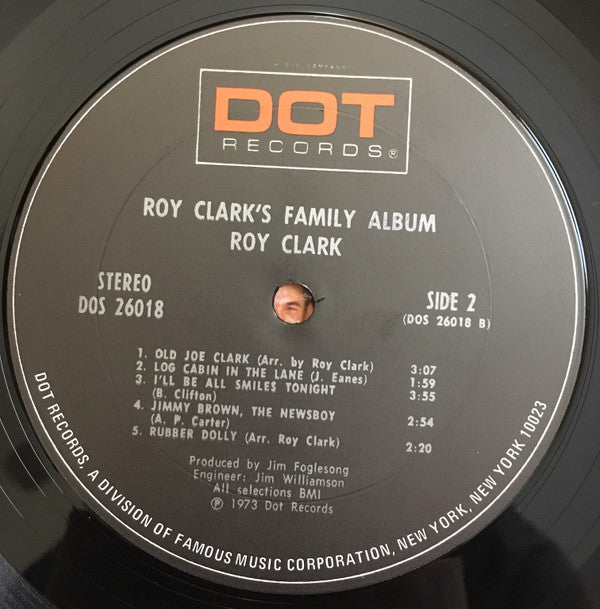 DOT
RECORDS®
ROY CLARK'S FAMILY ALBUM
ROY CLARK
STEREO
DOS 26018
SIDE 2
(DOS 26018 B)
1. OLD JOE CLARK (Arr. by Roy Clark) 3:07
2. LOG CABIN IN THE LANE (J. Eanes) 1:59
3. I'LL BE ALL SMILES TONIGHT
(B. Clifton) 3:55
4. JIMMY BROWN, THE NEWSBOY
(A. P. Carter) 2:54
5. RUBBER DOLLY (Arr. Roy Clark) 2:20
Produced by Jim Foglesong
Engineer: Jim Williamson
All selections BMI
℗ 1973 Dot Records
DOT RECORDS, A DIVISION OF FAMOUS MUSIC CORPORATION, NEW YORK, NEW YORK 10023